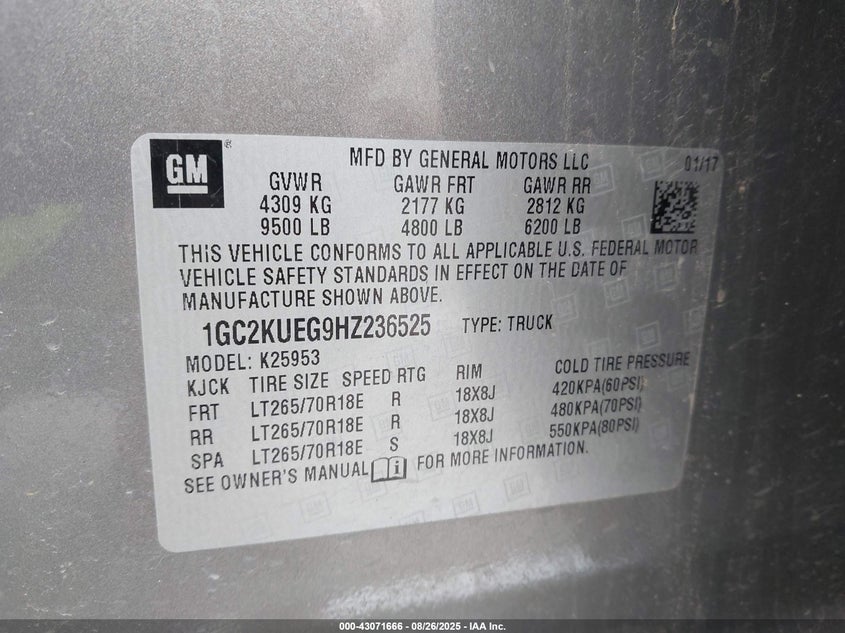 GM
®
MFD BY GENERAL MOTORS LLC 01/17
GVWR GAWR FRT GAWR RR
4309 KG 2177 KG 2812 KG
9500 LB 4800 LB 6200 LB
THIS VEHICLE CONFORMS TO ALL APPLICABLE U.S. FEDERAL MOTOR
VEHICLE SAFETY STANDARDS IN EFFECT ON THE DATE OF
MANUFACTURE SHOWN ABOVE.
1GC2KUEG9HZ236525 TYPE: TRUCK
MODEL: K25953
KJCK TIRE SIZE SPEED RTG RIM COLD TIRE PRESSURE
FRT LT265/70R18E R 18X8J 420KPA(60PSI)
RR LT265/70R18E R 18X8J 480KPA(70PSI)
SPA LT265/70R18E S 18X8J 550KPA(80PSI)
SEE OWNER'S MANUAL i FOR MORE INFORMATION.
000-43071666 - 08/26/2025 - IAA Inc.